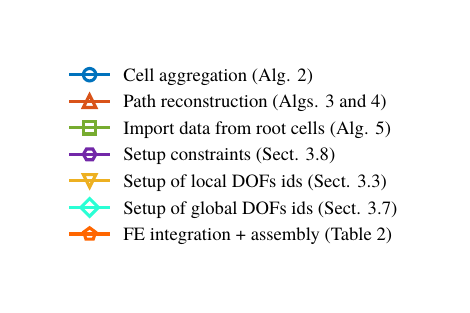 Cell aggregation (Alg. 2)
Path reconstruction (Algs. 3 and 4)
Import data from root cells (Alg. 5)
Setup constraints (Sect. 3.8)
Setup of local DOFs ids (Sect. 3.3)
Setup of global DOFs ids (Sect. 3.7)
FE integration + assembly (Table 2)